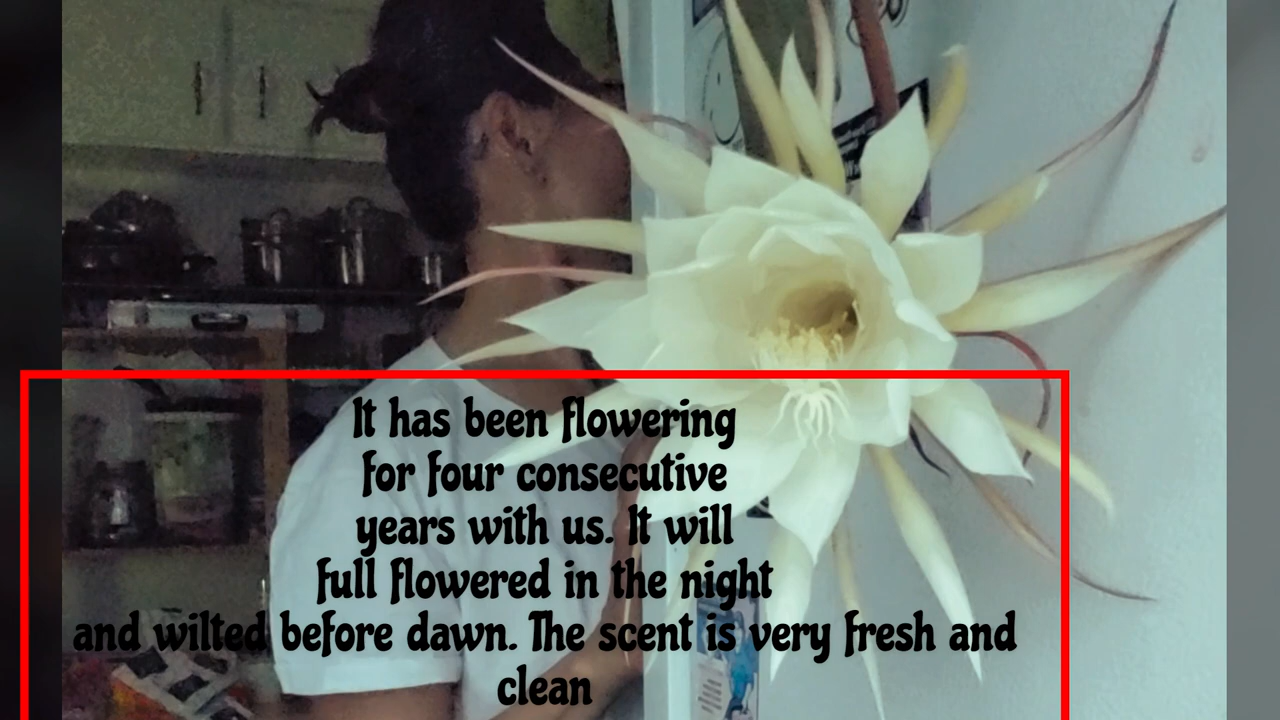 It has been flowering
for four consecutive
years with us. It will
full flowered in the night
and wilted before dawn. The scent is very fresh and
clean